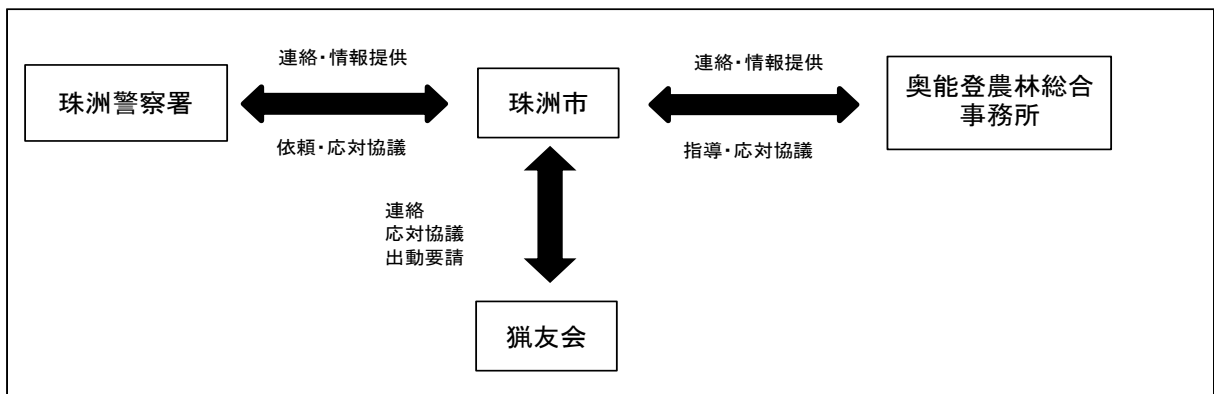 連絡・情報提供
珠洲警察署
依頼・応対協議
珠洲市
連絡・情報提供
指導・応対協議
奥能登農林総合
事務所
連絡
応対協議
出動要請
猟友会